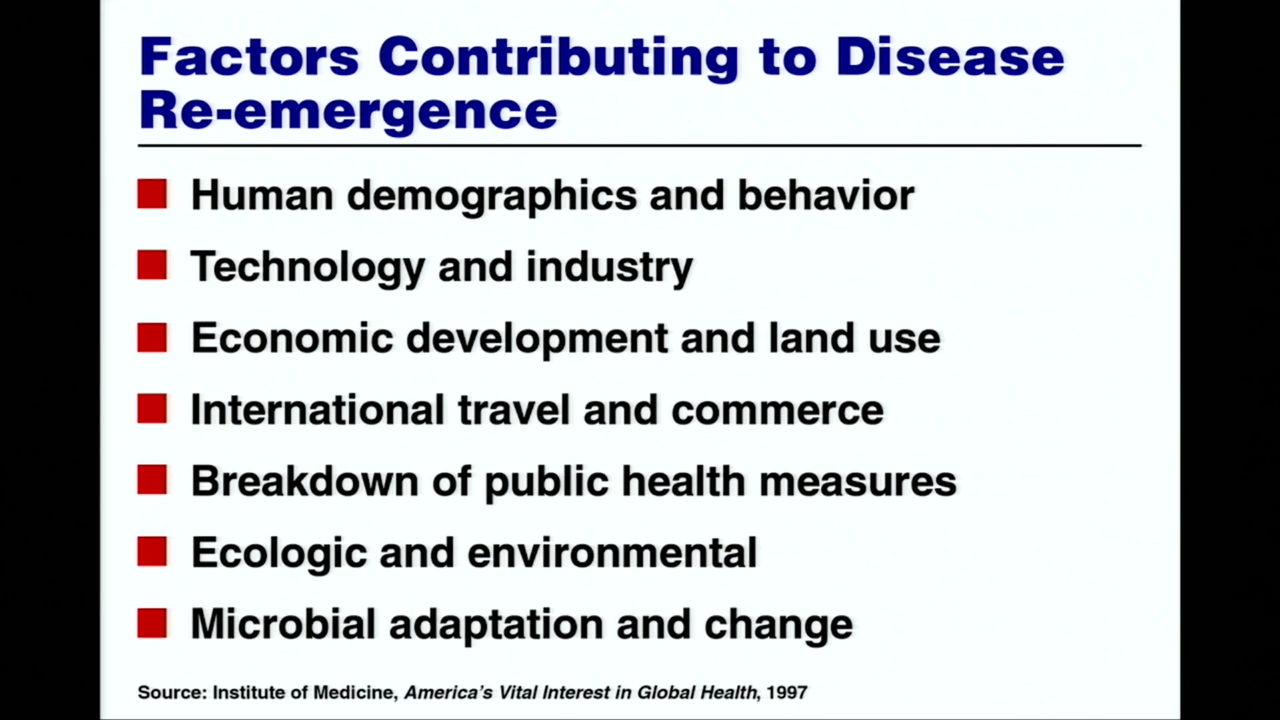 Factors Contributing to Disease
Re-emergence
Human demographics and behavior
Technology and industry
Economic development and land use
International travel and commerce
Breakdown of public health measures
Ecologic and environmental
Microbial adaptation and change
Source: Institute of Medicine, America's Vital Interest in Global Health, 1997